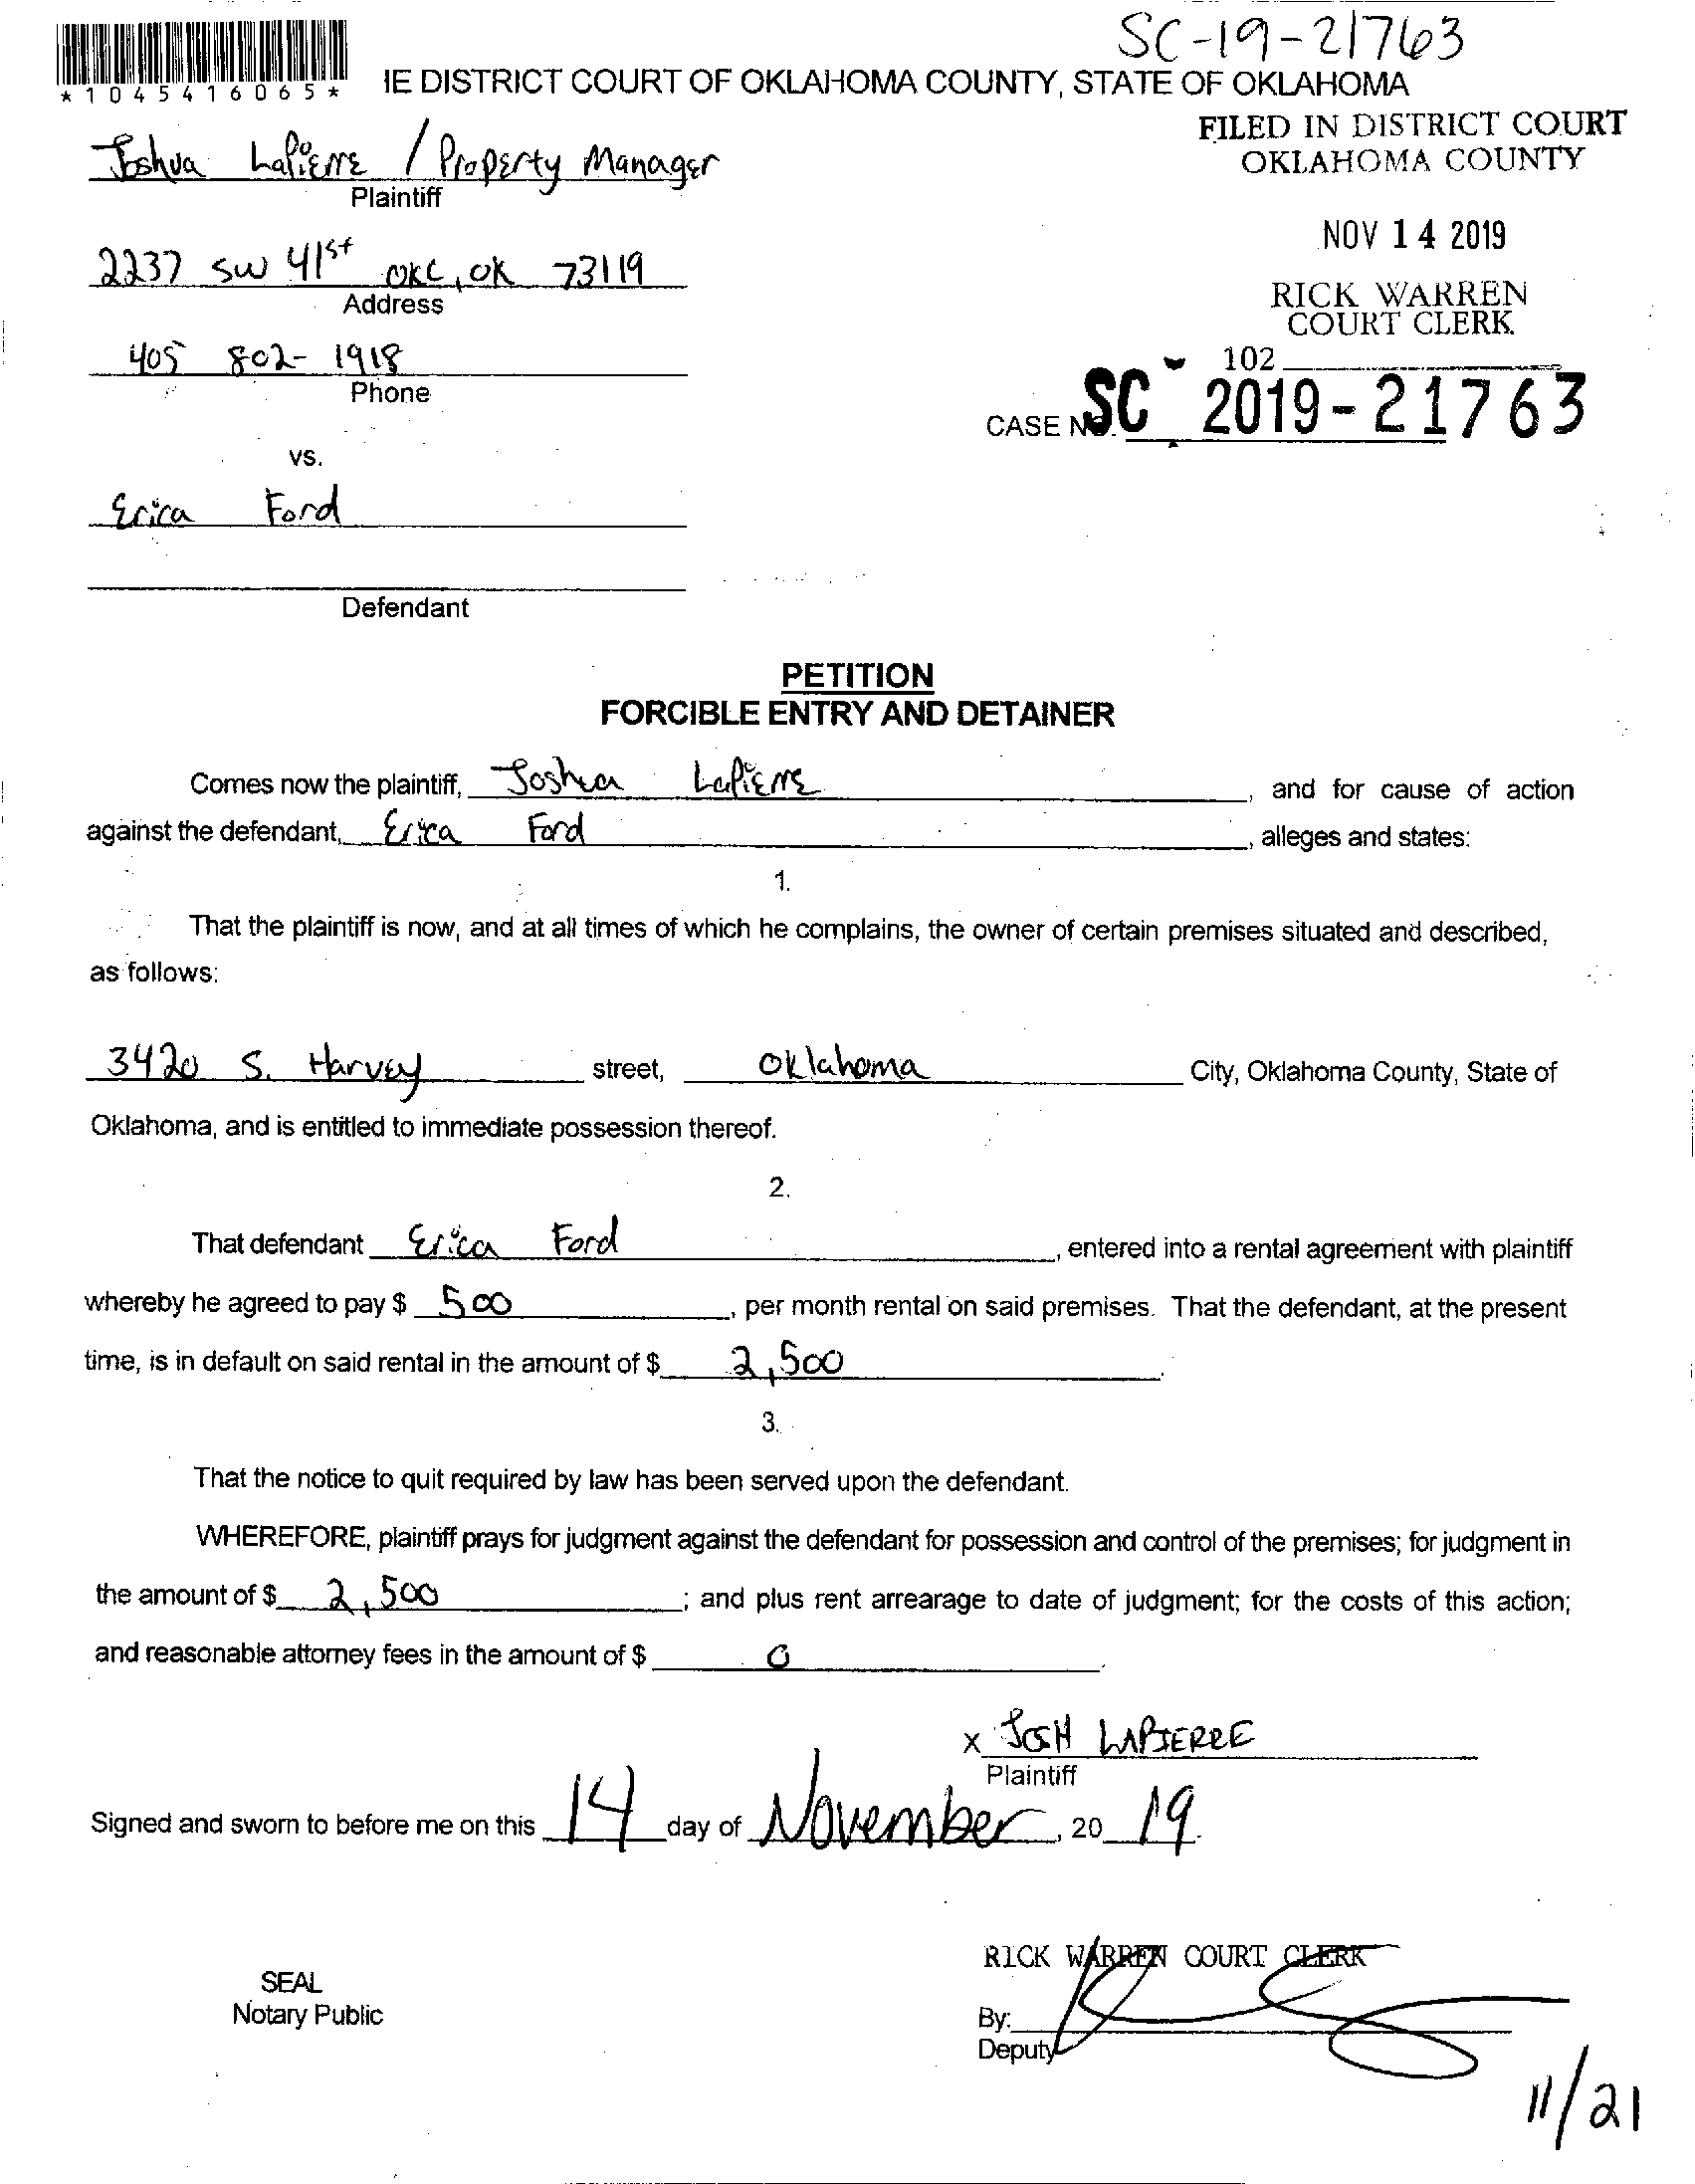 SC-19-21763
*1045416065*
IE DISTRICT COURT OF OKLAHOMA COUNTY, STATE OF OKLAHOMA
FILED IN DISTRICT COURT
OKLAHOMA COUNTY
Joshua LaPierre / Property Manager
Plaintiff
NOV 14 2019
2237 SW 41st OKC, OK 73119
Address
RICK WARREN
COURT CLERK
405 802-1918
Phone
102
CASE NO. SC 2019-21763
vs.
Erica Ford
Defendant
PETITION
FORCIBLE ENTRY AND DETAINER
Comes now the plaintiff, Joshua LaPierre, and for cause of action
against the defendant, Erica Ford, alleges and states:
1.
That the plaintiff is now, and at all times of which he complains, the owner of certain premises situated and described,
as follows:
3420 S. Harvey street, Oklahoma City, Oklahoma County, State of
Oklahoma, and is entitled to immediate possession thereof.
2.
That defendant Erica Ford, entered into a rental agreement with plaintiff
whereby he agreed to pay $ 500, per month rental on said premises. That the defendant, at the present
time, is in default on said rental in the amount of $ 2,500.
3.
That the notice to quit required by law has been served upon the defendant.
WHEREFORE, plaintiff prays for judgment against the defendant for possession and control of the premises; for judgment in
the amount of $ 2,500; and plus rent arrearage to date of judgment; for the costs of this action;
and reasonable attorney fees in the amount of $ 0.
x JOSH LAPIERRE
Plaintiff
Signed and sworn to before me on this 14 day of November, 20 19.
RICK WARREN COURT CLERK
SEAL
Notary Public
By:
Deputy
11/21